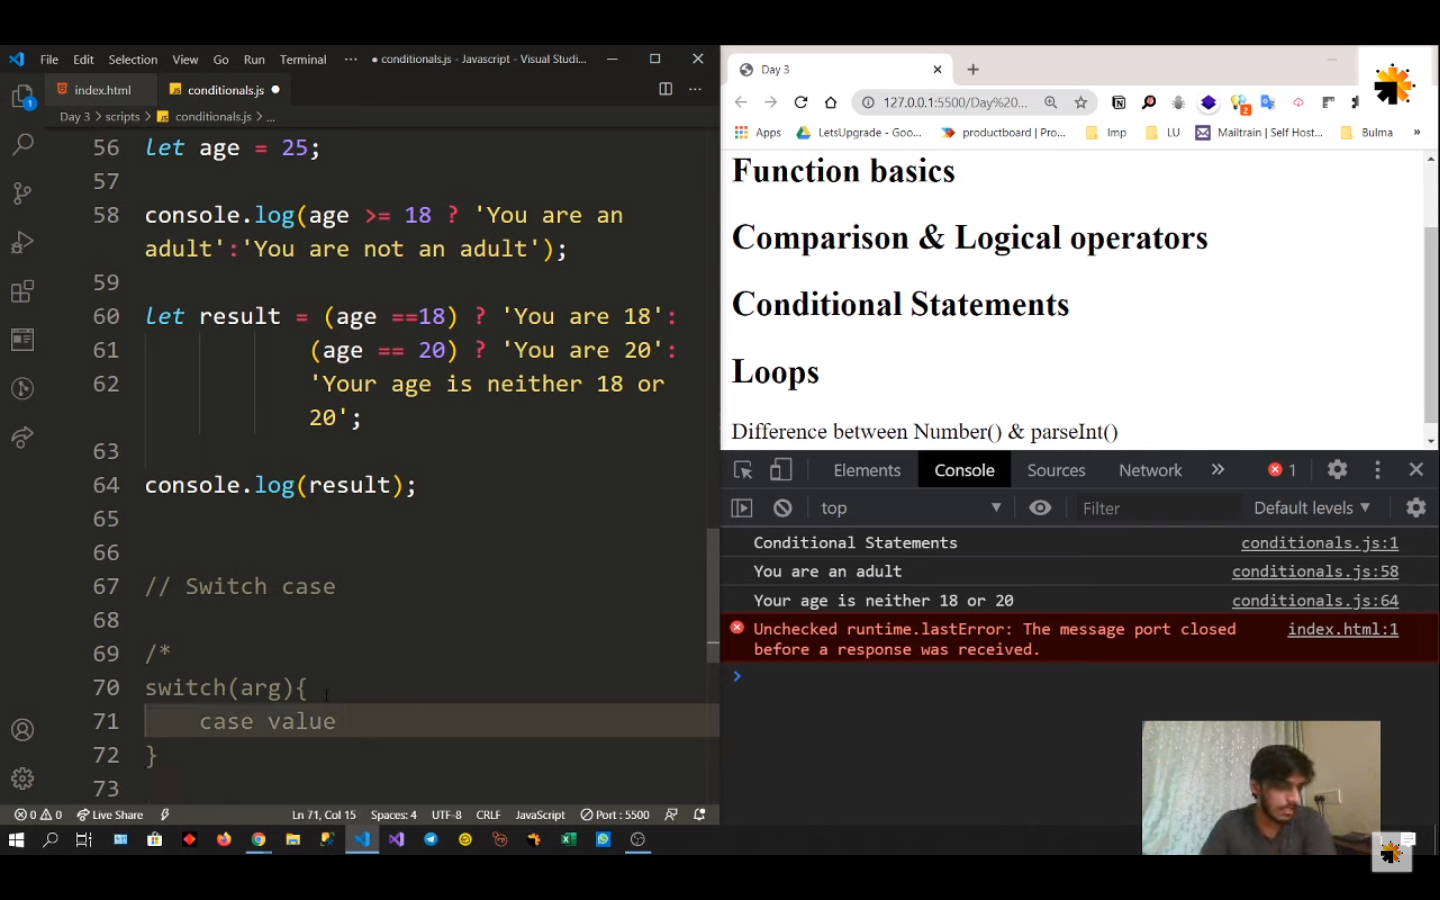 File Edit Selection View Go Run Terminal ··· ● conditionals.js - Javascript - Visual Studi...
index.html
conditionals.js ●
Day 3 > scripts > conditionals.js > ...
56 let age = 25;
57
58 console.log(age >= 18 ? 'You are an
adult':'You are not an adult');
59
60 let result = (age ==18) ? 'You are 18':
61 (age == 20) ? 'You are 20':
62 'Your age is neither 18 or
20';
63
64 console.log(result);
65
66
67 // Switch case
68
69 /*
70 switch(arg){
71 case value
72 }
73
1
0 0 Live Share Ln 71, Col 15 Spaces: 4 UTF-8 CRLF JavaScript Port : 5500
Day 3
127.0.0.1:5500/Day%20...
2
Apps LetsUpgrade - Goo... productboard | Pro... Imp LU Mailtrain | Self Host... Bulma »
Function basics
Comparison & Logical operators
Conditional Statements
Loops
Difference between Number() & parseInt()
Elements Console Sources Network » 1
top Filter Default levels
Conditional Statements conditionals.js:1
You are an adult conditionals.js:58
Your age is neither 18 or 20 conditionals.js:64
Unchecked runtime.lastError: The message port closed index.html:1
before a response was received.
>